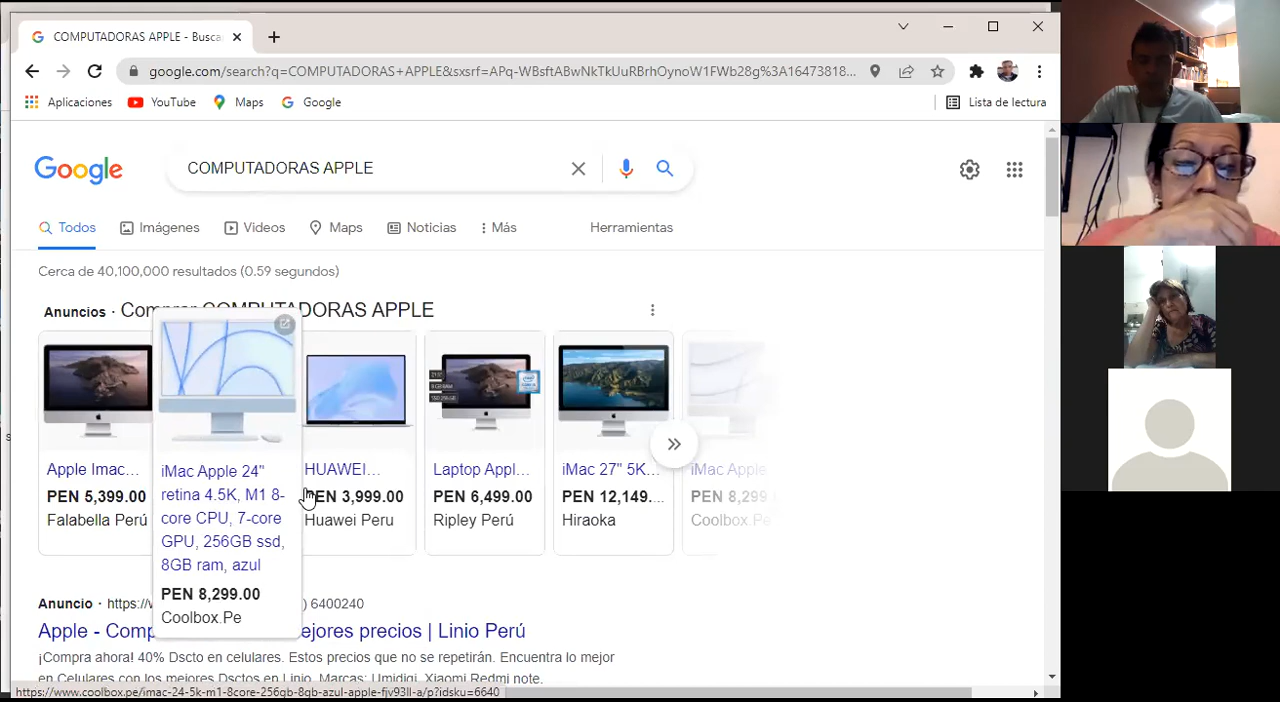 COMPUTADORAS APPLE - Busca
google.com/search?q=COMPUTADORAS+APPLE&sxsrf=APq-WBsftABwNkTkUuRBrhOynoW1FWb28g%3A16473818...
Aplicaciones YouTube Maps Google Lista de lectura
Google COMPUTADORAS APPLE
Todos Imágenes Videos Maps Noticias Más Herramientas
Cerca de 40,100,000 resultados (0.59 segundos)
Anuncios · COMPUTADORAS APPLE
Apple Imac...
PEN 5,399.00
Falabella Perú
iMac Apple 24"
retina 4.5K, M1 8-
core CPU, 7-core
GPU, 256GB ssd,
8GB ram, azul
PEN 8,299.00
Coolbox.Pe
HUAWEI...
PEN 3,999.00
Huawei Peru
Laptop Appl...
PEN 6,499.00
Ripley Perú
iMac 27" 5K...
PEN 12,149....
Hiraoka
iMac Apple
PEN 8,299
Coolbox.Pe
Anuncio · https:// ) 6400240
Apple - Comp ejores precios | Linio Perú
¡Compra ahora! 40% Dscto en celulares. Estos precios que no se repetirán. Encuentra lo mejor
en Celulares con los mejores Dsctos en Linio. Marcas: Umidigi, Xiaomi Redmi note.
https://www.coolbox.pe/imac-24-5k-m1-8core-256gb-8gb-azul-apple-fjv93ll-a/p?idsku=6640